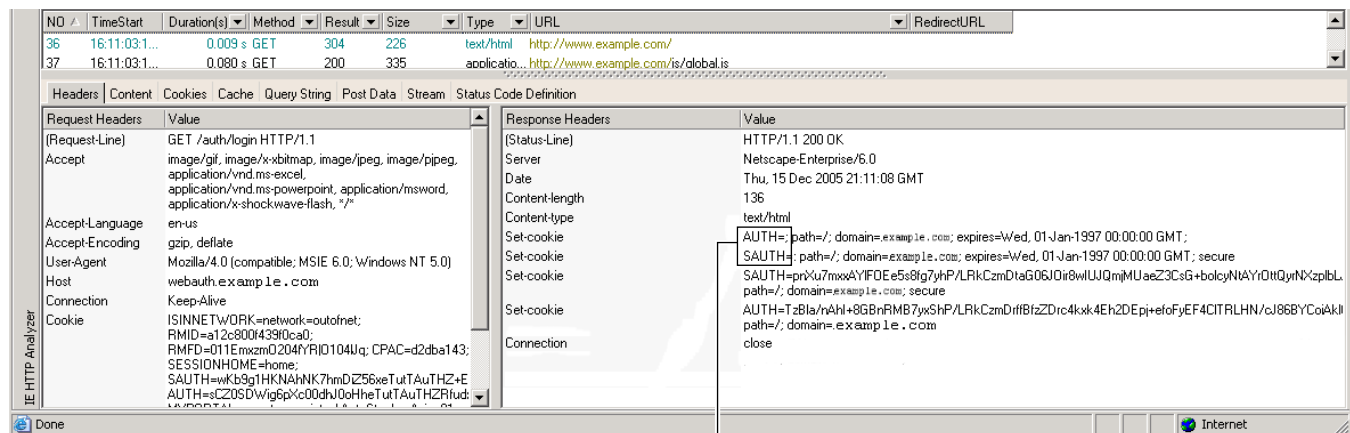 NO TimeStart Duration(s) Method Result Size Type URL RedirectURL
36 16:11:03:1... 0.009 s GET 304 226 text/html http://www.example.com/
37 16:11:03:1... 0.080 s GET 200 335 applicatio... http://www.example.com/js/global.js
Headers Content Cookies Cache Query String Post Data Stream Status Code Definition
Request Headers Value
(Request-Line) GET /auth/login HTTP/1.1
Accept image/gif, image/x-xbitmap, image/jpeg, image/pjpeg,
application/vnd.ms-excel,
application/vnd.ms-powerpoint, application/msword,
application/x-shockwave-flash, */*
Accept-Language en-us
Accept-Encoding gzip, deflate
User-Agent Mozilla/4.0 (compatible; MSIE 6.0; Windows NT 5.0)
Host webauth.example.com
Connection Keep-Alive
Cookie ISINNETWORK=network=outofnet;
RMID=a12c800f439f0ca0;
CPAC=d2dba143;
SESSIONHOME=home;
Response Headers Value
(Status-Line) HTTP/1.1 200 OK
Server Netscape-Enterprise/6.0
Date Thu, 15 Dec 2005 21:11:08 GMT
Content-length 136
Content-type text/html
Set-cookie AUTH=; path=/; domain=.example.com; expires=Wed, 01-Jan-1997 00:00:00 GMT;
Set-cookie SAUTH=; path=/; domain=.example.com; expires=Wed, 01-Jan-1997 00:00:00 GMT; secure
Set-cookie
path=/; domain=.example.com; secure
Set-cookie
path=/; domain=.example.com
Connection close
IE HTTP Analyzer
Done Internet